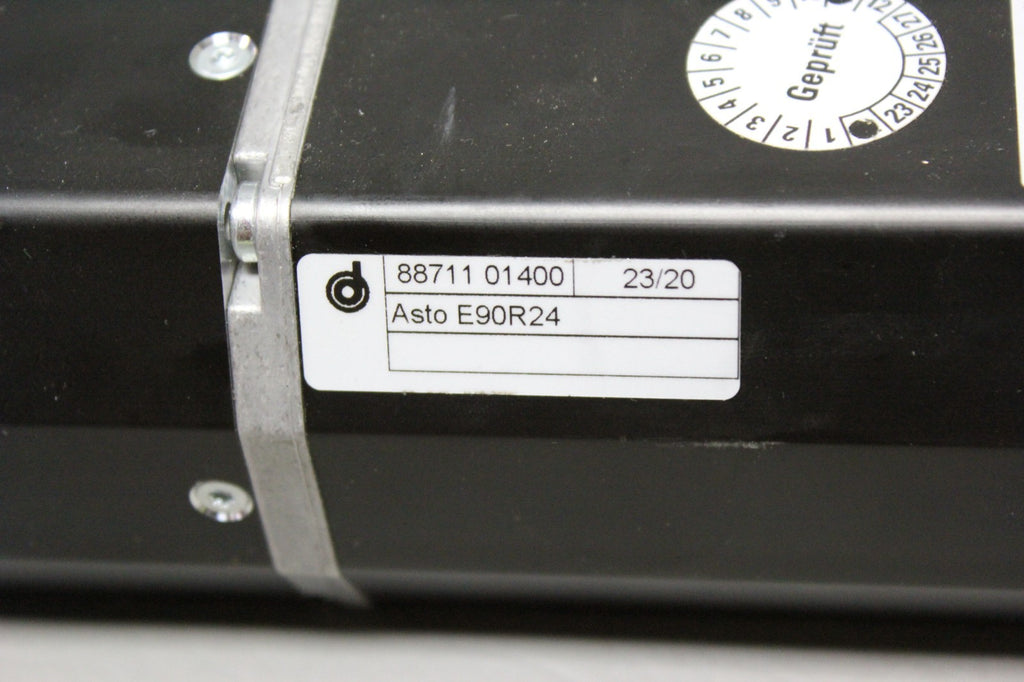 88711 01400 23/20
Asto E90R24
Geprüft
1 2 3 4 5 6 7 8 9 12
23 24 25 26 27